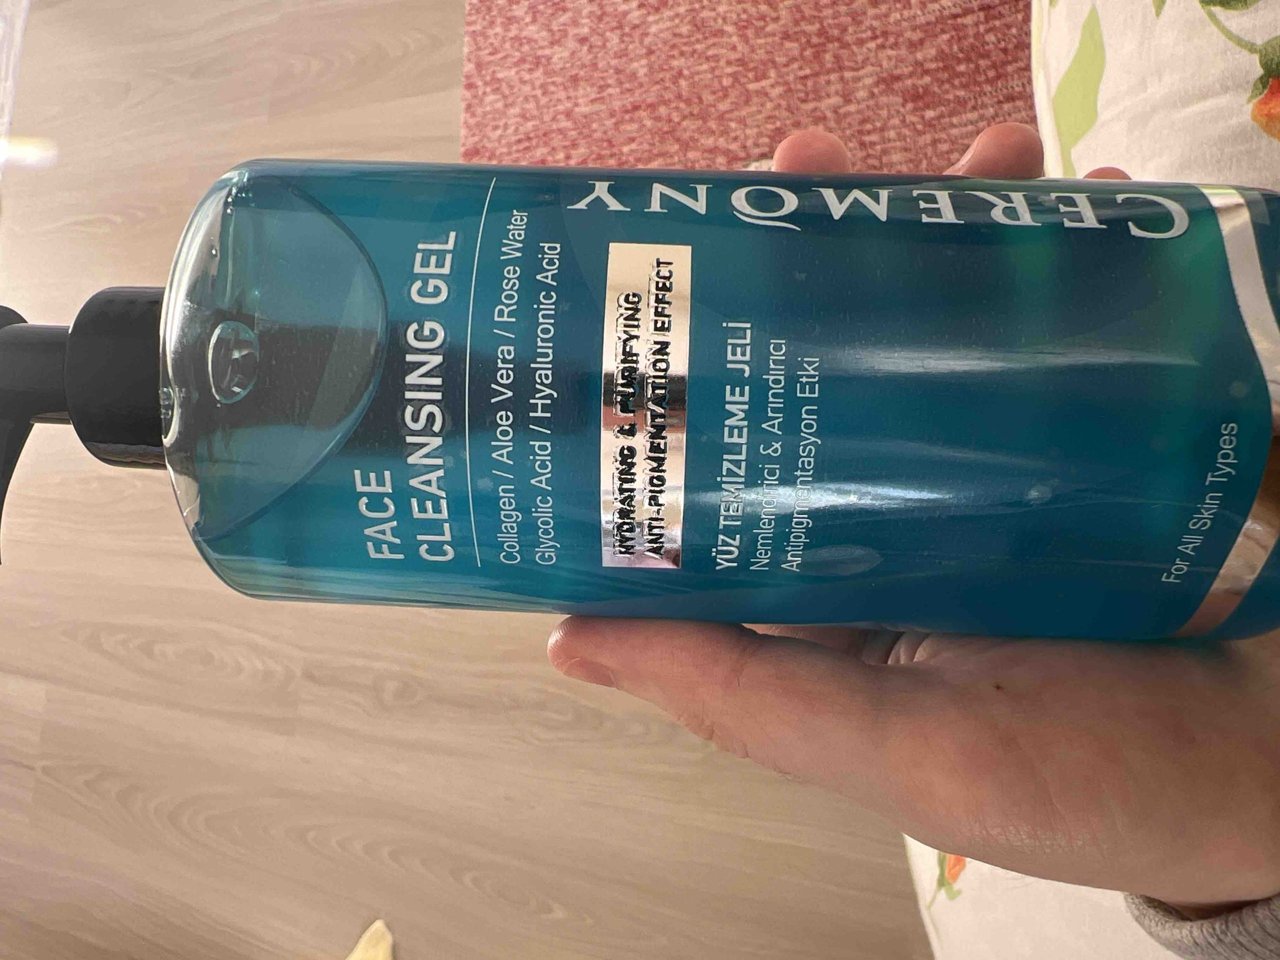 FACE
CLEANSING GEL
Collagen / Aloe Vera / Rose Water
Glycolic Acid / Hyaluronic Acid
HYDRATING & PURIFYING
ANTI-PIGMENTATION EFFECT
YÜZ TEMİZLEME JELİ
Nemlendirici & Arındırıcı
Antipigmentasyon Etki
For All Skin Types
CEREMONY